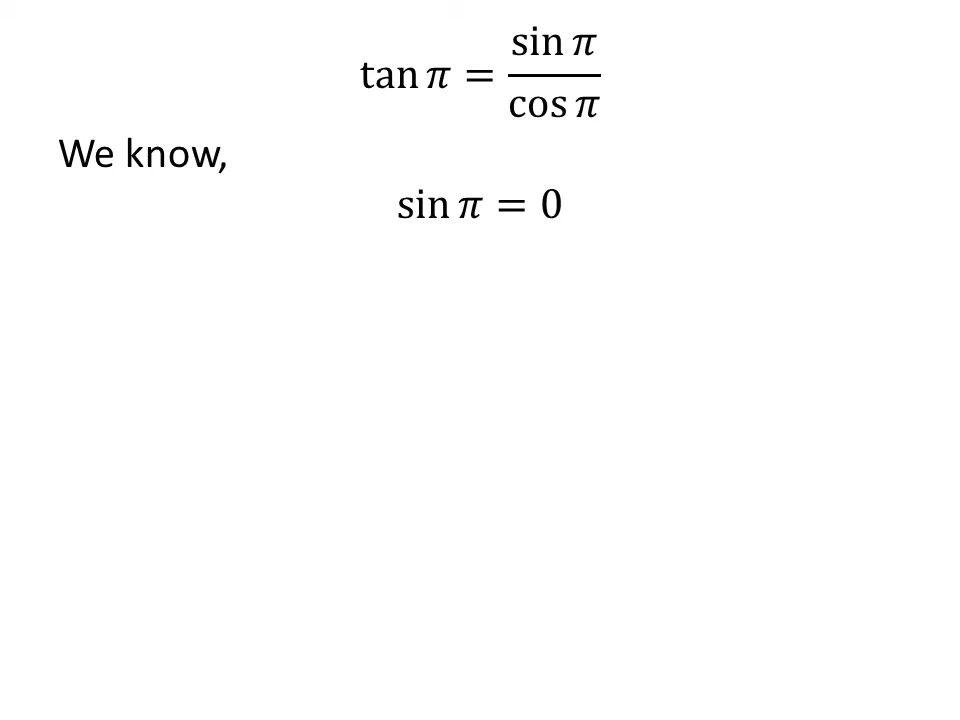 tan π = sin π / cos π
We know,
sin π = 0